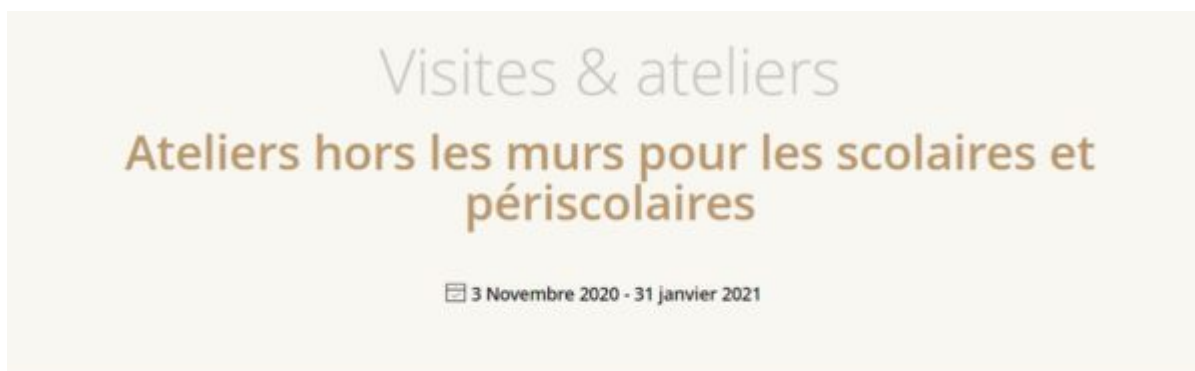 Visites & ateliers
Ateliers hors les murs pour les scolaires et
périscolaires
3 Novembre 2020 - 31 janvier 2021